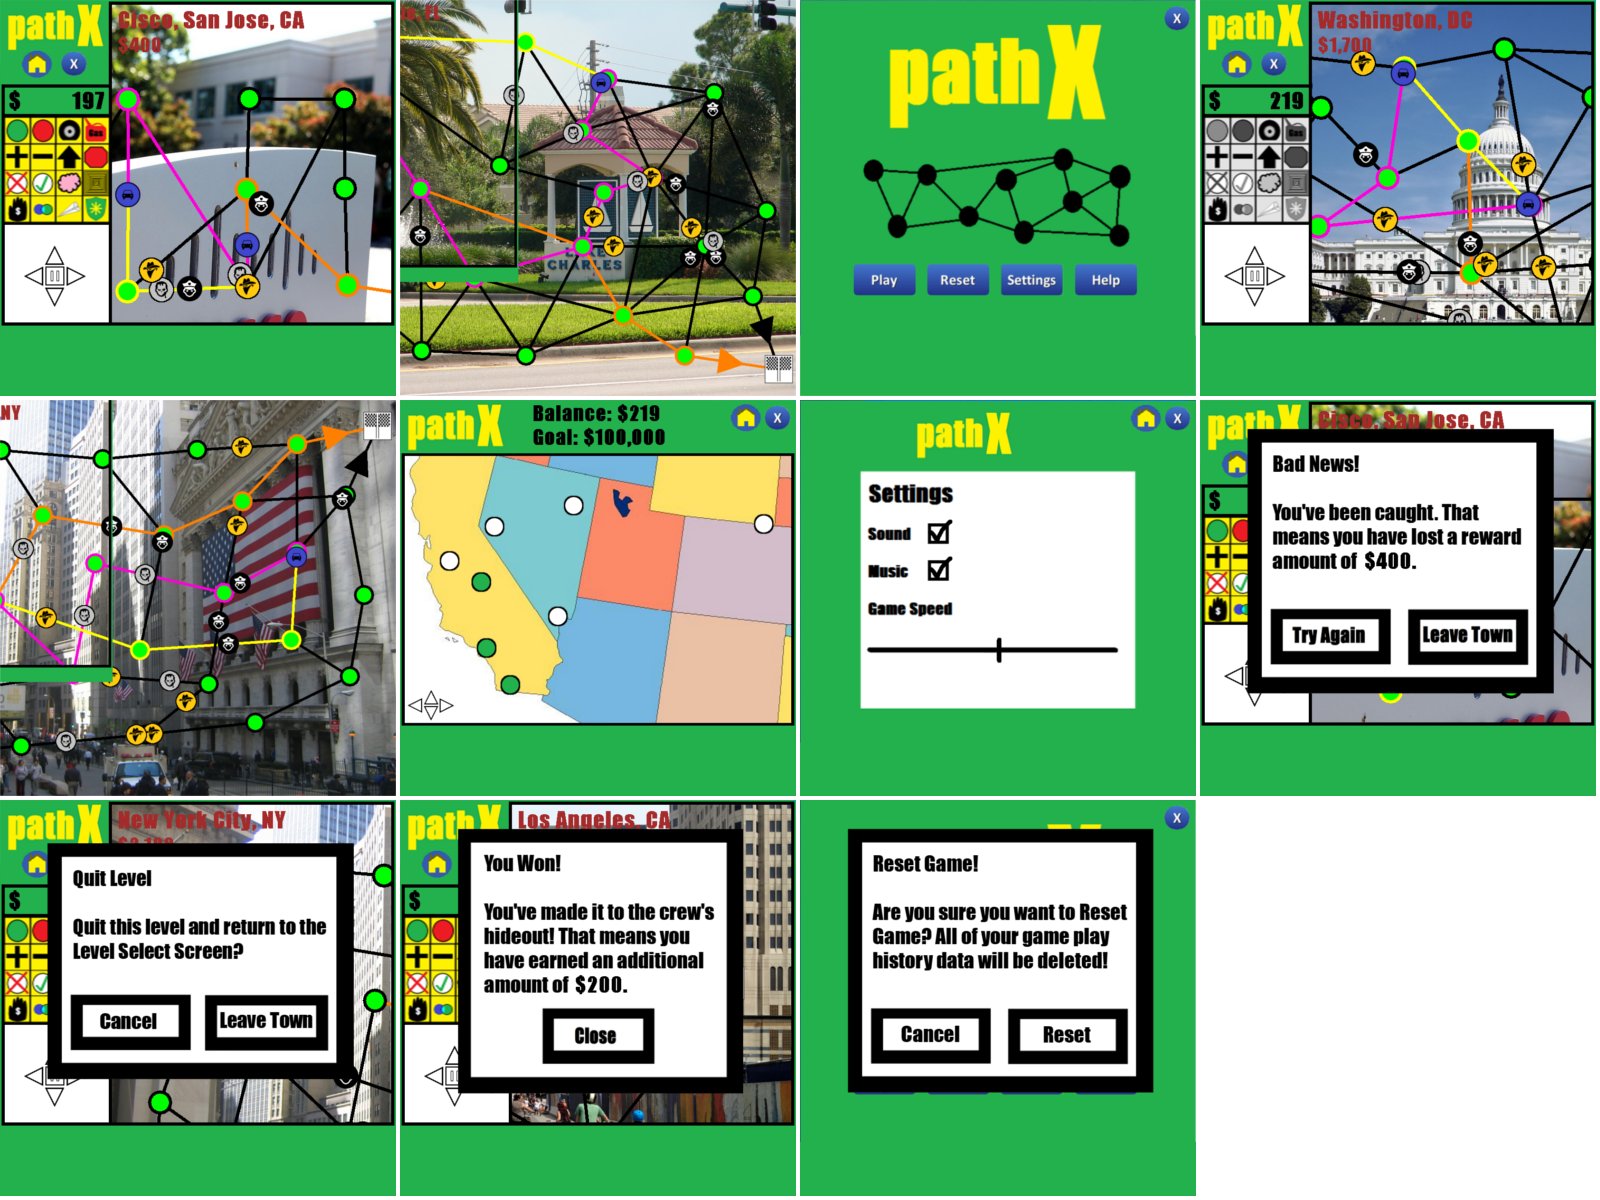 pathX
Cisco, San Jose, CA
$400
$ 197
Gas
LAKE
CHARLES
pathX
X
Play
Reset
Settings
Help
pathX
X
Washington, DC
$1,700
$ 219
Gas
NY
pathX
Balance: $219
Goal: $100,000
X
pathX
X
Settings
Sound
Music
Game Speed
pathX
Cisco, San Jose, CA
$
Bad News!
You've been caught. That
means you have lost a reward
amount of $400.
Try Again
Leave Town
pathX
New York City, NY
$
Quit Level
Quit this level and return to the
Level Select Screen?
Cancel
Leave Town
pathX
Los Angeles, CA
$
You Won!
You've made it to the crew's
hideout! That means you
have earned an additional
amount of $200.
Close
X
Reset Game!
Are you sure you want to Reset
Game? All of your game play
history data will be deleted!
Cancel
Reset